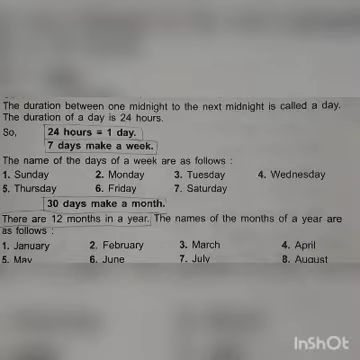 The duration between one midnight to the next midnight is called a day.
The duration of a day is 24 hours.
So, 24 hours = 1 day.
7 days make a week.
The name of the days of a week are as follows :
1. Sunday 2. Monday 3. Tuesday 4. Wednesday
5. Thursday 6. Friday 7. Saturday
30 days make a month.
There are 12 months in a year. The names of the months of a year are
as follows :
1. January 2. February 3. March 4. April
5. May 6. June 7. July 8. August
InShOt